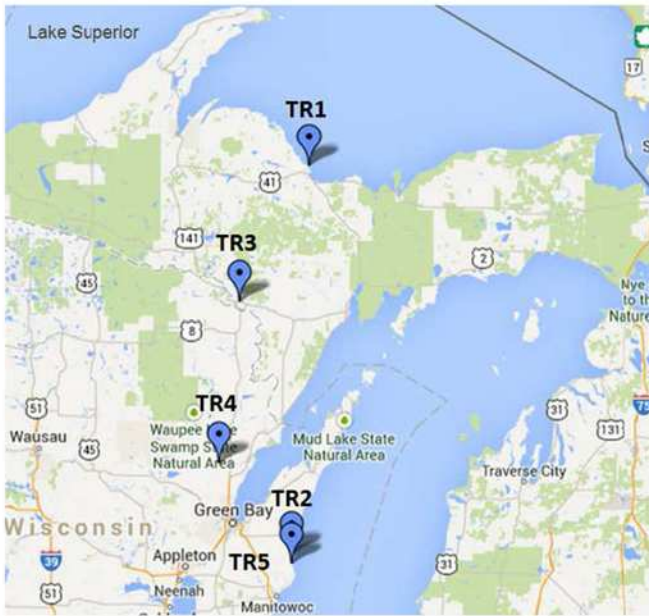 Lake Superior
17
TR1
41
141
TR3
45
2
Nye
to the
Nature
8
TR4
51
Waupee Lake
Swamp State
Natural Area
31
75
Wausau
45
Mud Lake State
Natural Area
131
Traverse City
TR2
Green Bay
Wisconsin
39
Appleton
TR5
31
Neenah
51
Manitowoc